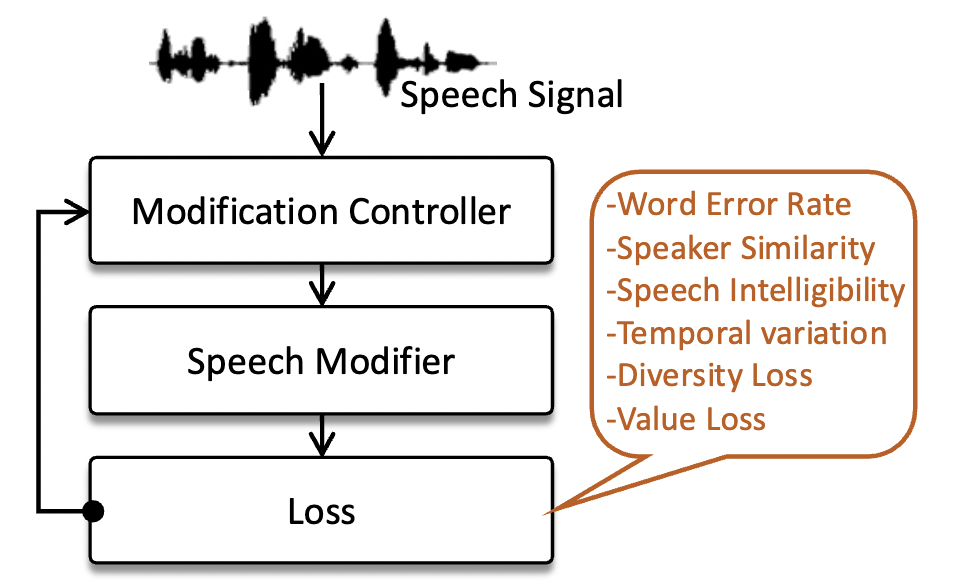 Speech Signal
Modification Controller
-Word Error Rate
-Speaker Similarity
-Speech Intelligibility
-Temporal variation
-Diversity Loss
-Value Loss
Speech Modifier
Loss